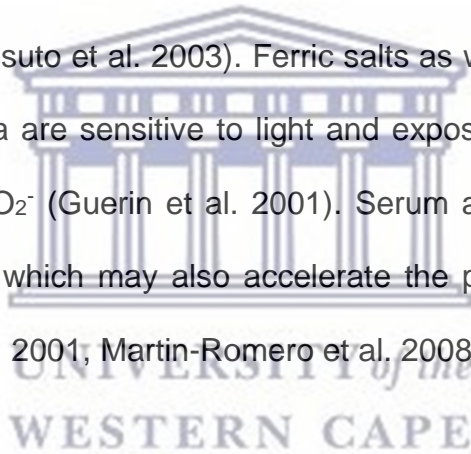 suto et al. 2003). Ferric salts as w
a are sensitive to light and expos
O₂⁻ (Guerin et al. 2001). Serum a
which may also accelerate the p
2001, Martin-Romero et al. 2008
UNIVERSITY of the
WESTERN CAPE